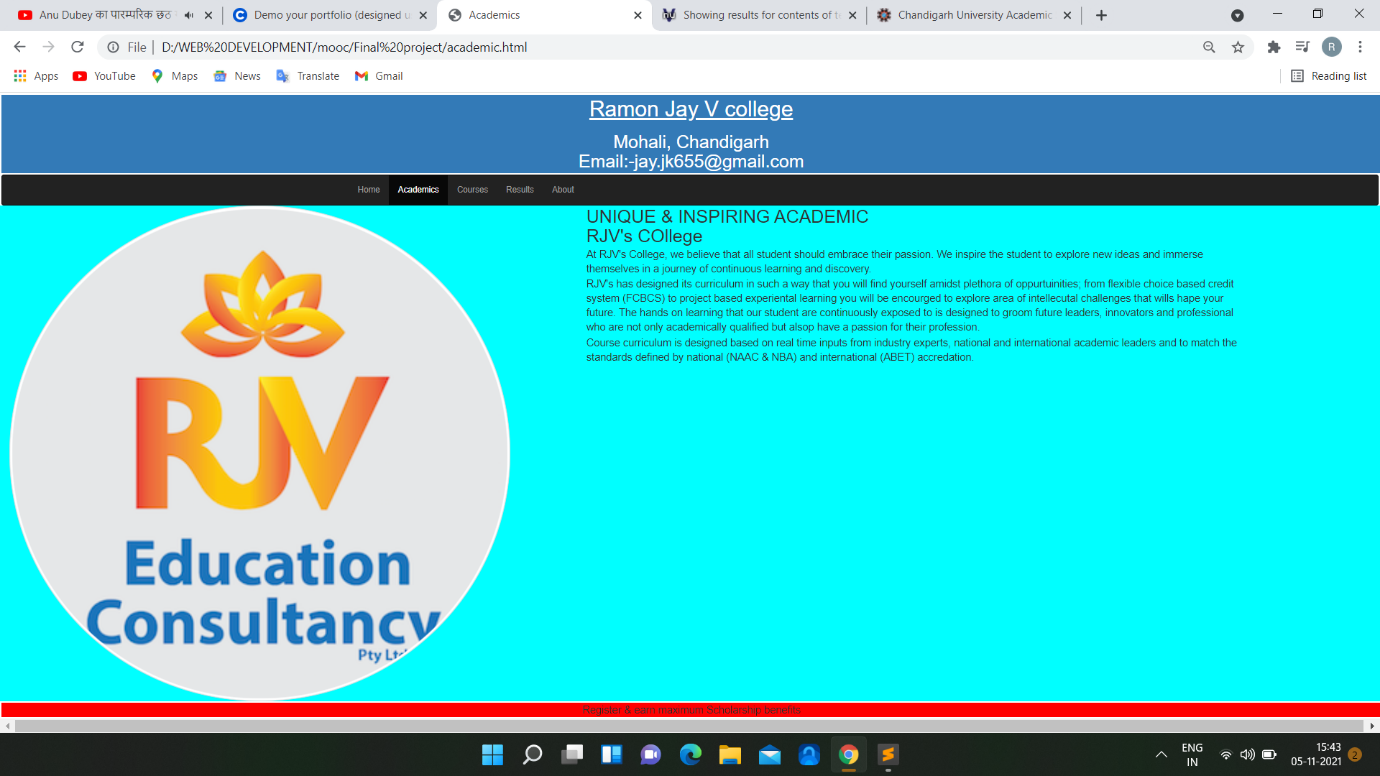 Anu Dubey का पारम्परिक छठ
Demo your portfolio (designed u
Academics
Showing results for contents of t
Chandigarh University Academic
File | D:/WEB%20DEVELOPMENT/mooc/Final%20project/academic.html
R
Apps YouTube Maps News Translate Gmail Reading list
Ramon Jay V college
Mohali, Chandigarh
Email:-jay.jk655@gmail.com
Home Academics Courses Results About
RJV
Education
Consultancy
Pty Lt
UNIQUE & INSPIRING ACADEMIC
RJV's COllege
At RJV's College, we believe that all student should embrace their passion. We inspire the student to explore new ideas and immerse
themselves in a journey of continuous learning and discovery.
RJV's has designed its curriculum in such a way that you will find yourself amidst plethora of oppurtuinities; from flexible choice based credit
system (FCBCS) to project based experiental learning you will be encourged to explore area of intellecutal challenges that wills hape your
future. The hands on learning that our student are continuously exposed to is designed to groom future leaders, innovators and professional
who are not only academically qualified but alsop have a passion for their profession.
Course curriculum is designed based on real time inputs from industry experts, national and international academic leaders and to match the
standards defined by national (NAAC & NBA) and international (ABET) accredation.
Register & earn maximum Scholarship benefits
ENG
IN
15:43
05-11-2021
2